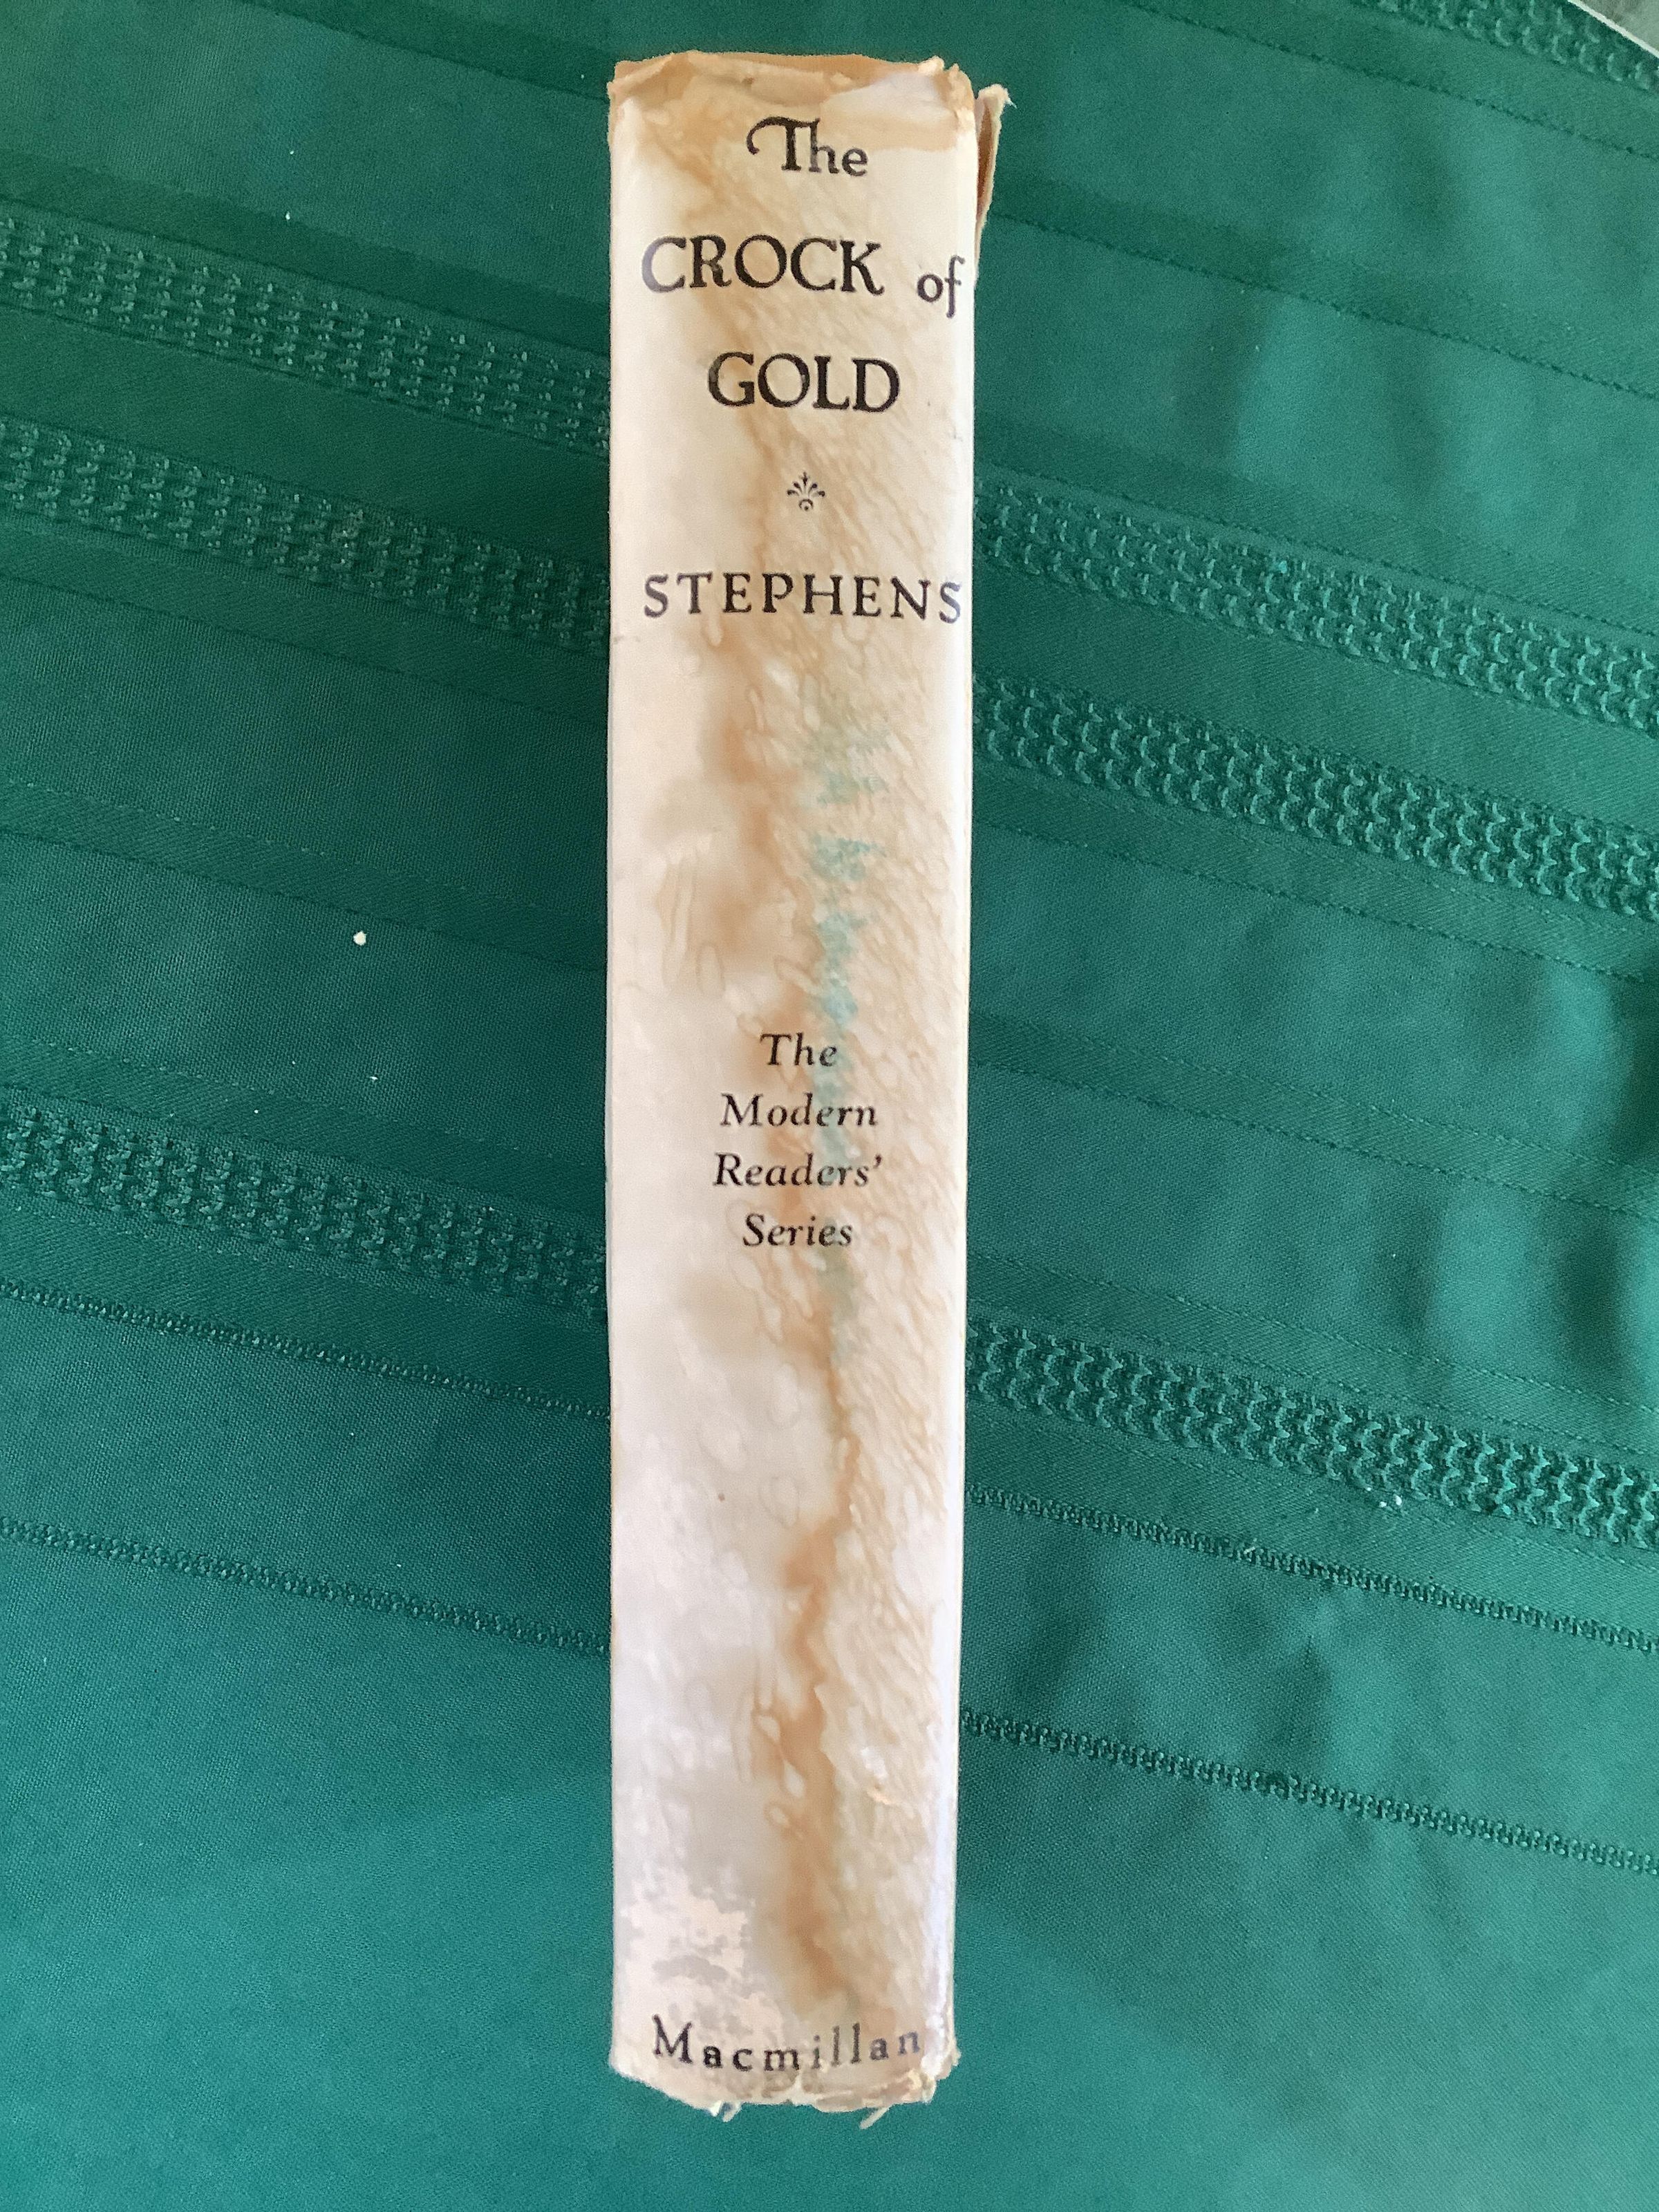 The
CROCK of
GOLD
STEPHENS
The
Modern
Readers'
Series
Macmillan